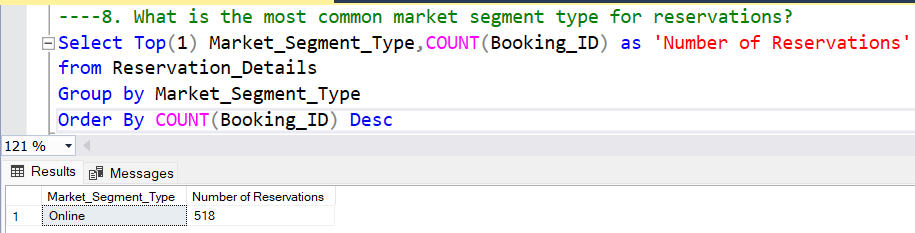 ----8. What is the most common market segment type for reservations?
Select Top(1) Market_Segment_Type,COUNT(Booking_ID) as 'Number of Reservations'
from Reservation_Details
Group by Market_Segment_Type
Order By COUNT(Booking_ID) Desc
121 %
Results Messages
Market_Segment_Type Number of Reservations
1 Online 518